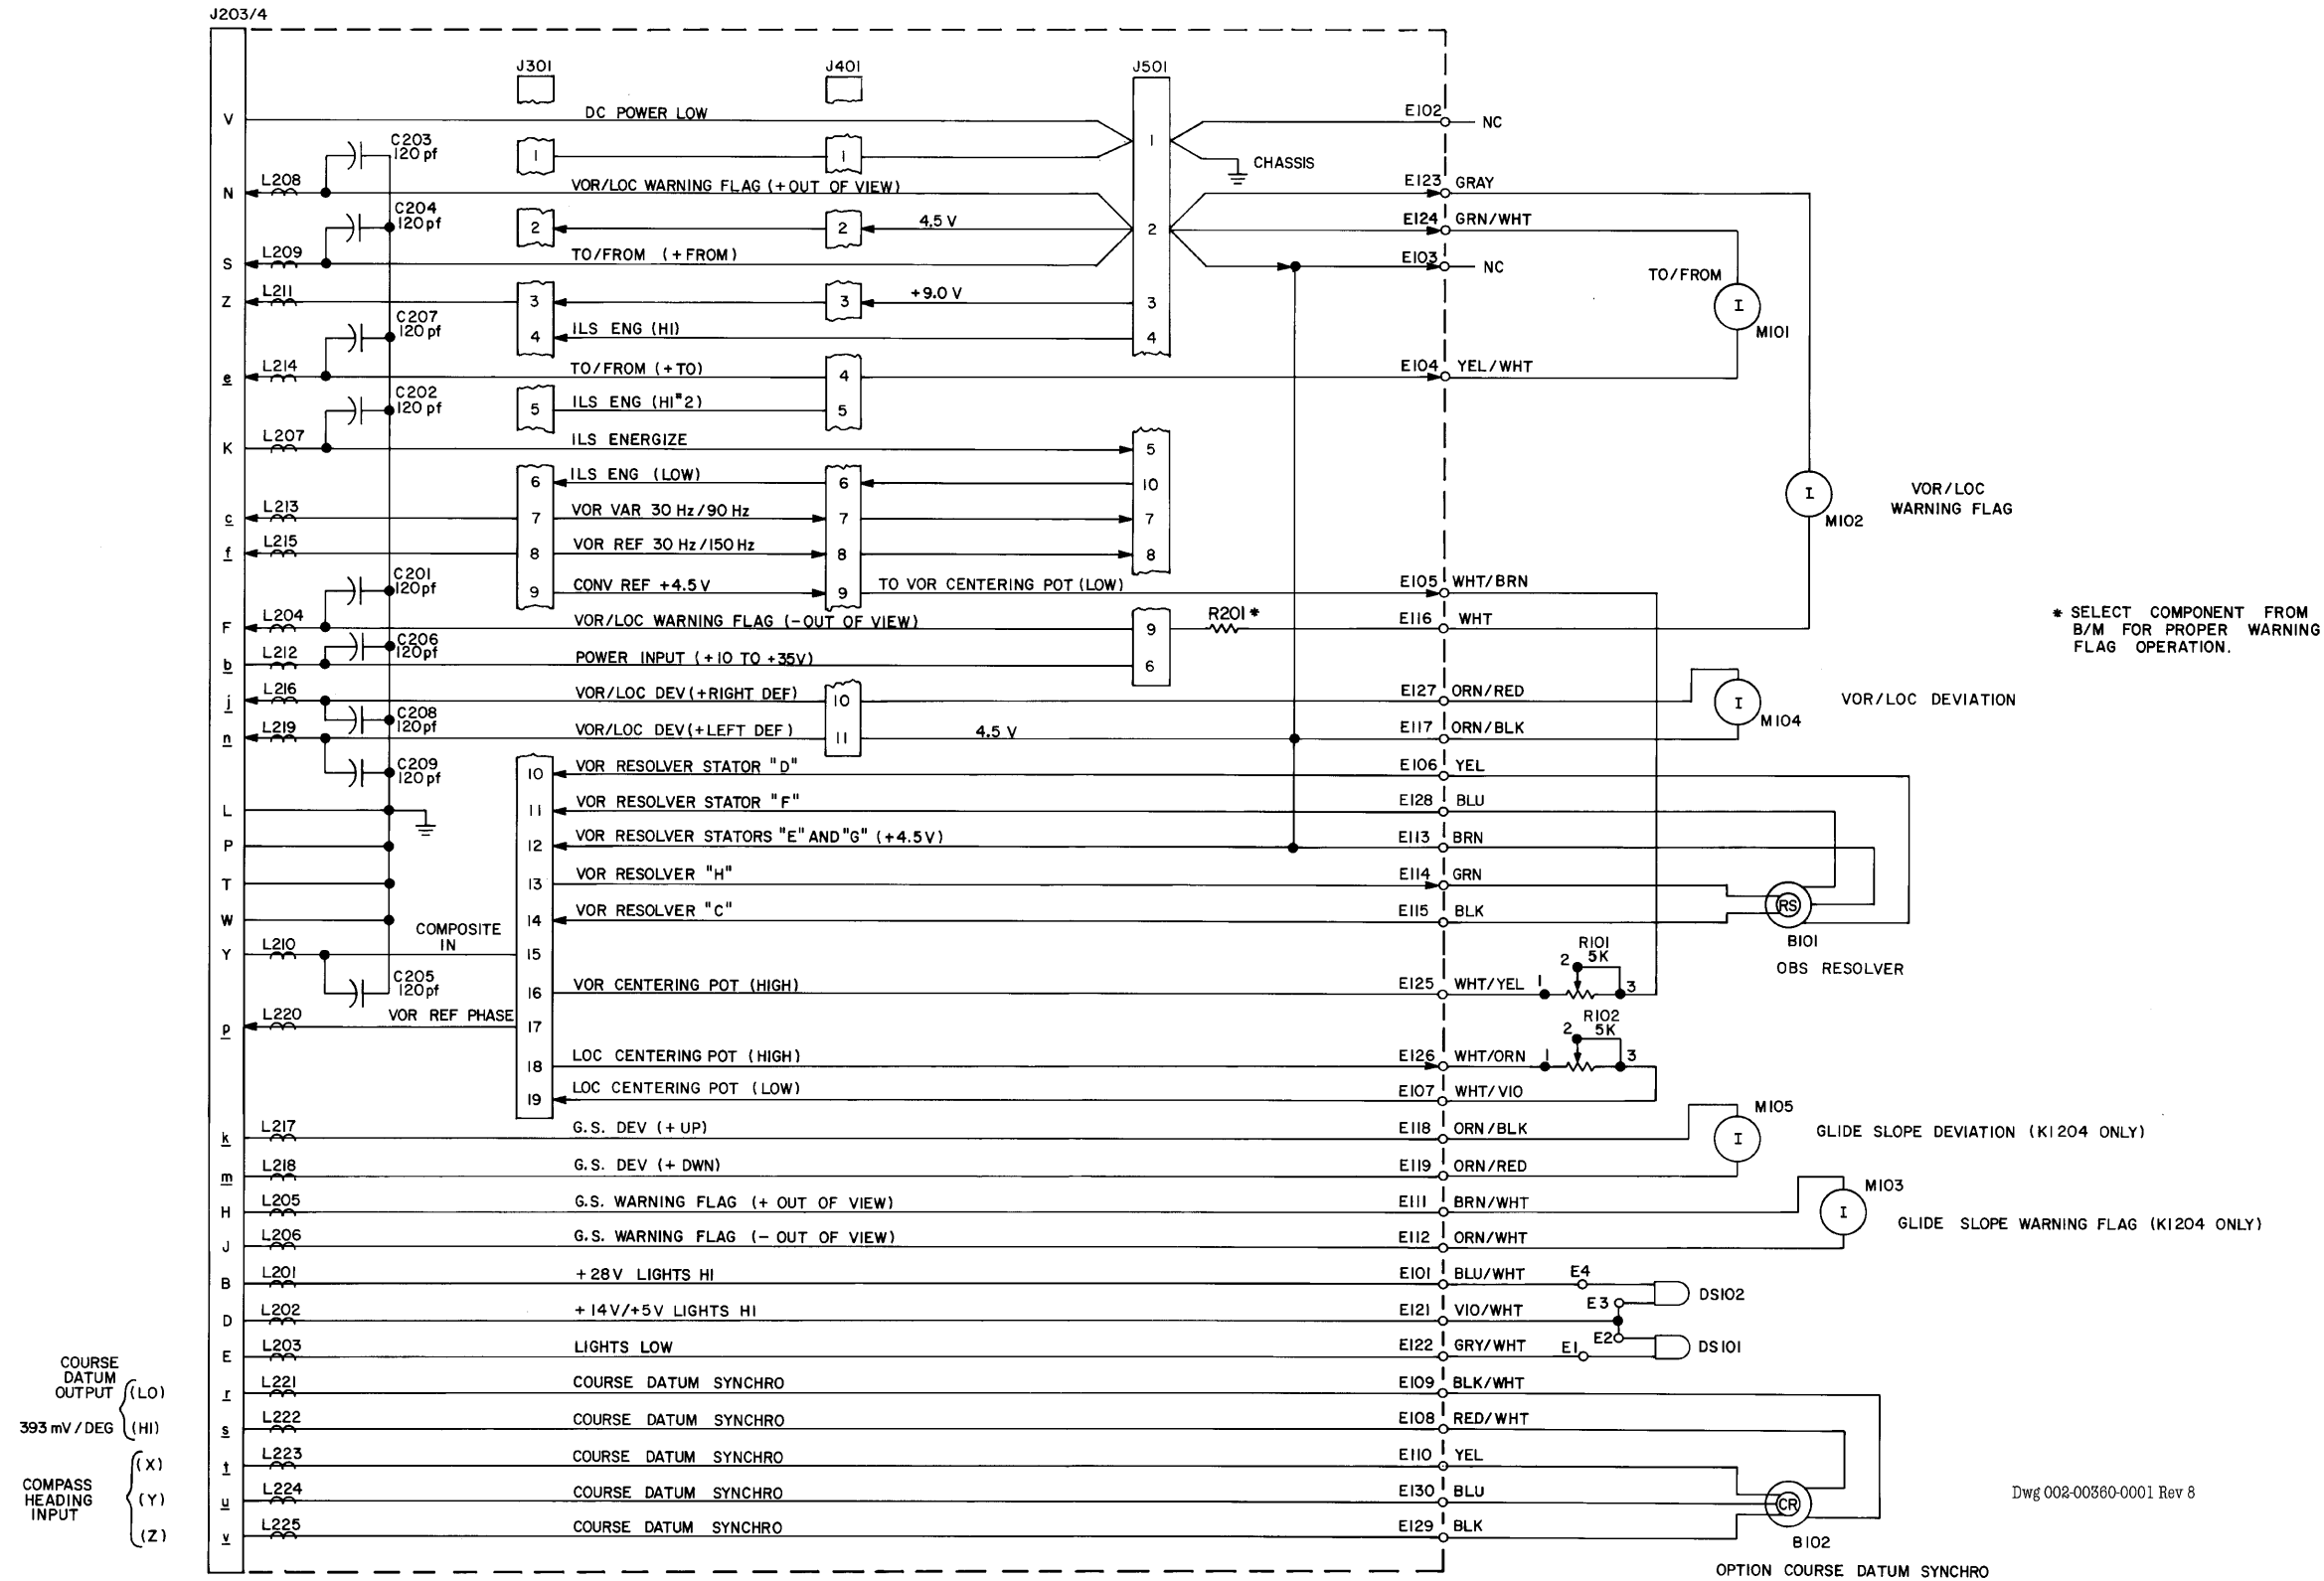 J203/4
J301
J401
J501
V
DC POWER LOW
E102
NC
C203
120 pf
1
1
1
CHASSIS
N
L208
VOR/LOC WARNING FLAG (+OUT OF VIEW)
E123
GRAY
C204
120 pf
2
2
4.5 V
2
E124
GRN/WHT
S
L209
TO/FROM (+FROM)
E103
NC
TO/FROM
I
M101
Z
L211
3
3
+9.0 V
3
C207
120 pf
4
ILS ENG (HI)
4
e
L214
TO/FROM (+TO)
4
E104
YEL/WHT
C202
120 pf
5
ILS ENG (HI#2)
5
K
L207
ILS ENERGIZE
5
6
ILS ENG (LOW)
6
10
I
M102
VOR/LOC
WARNING FLAG
c
L213
7
VOR VAR 30 Hz/90 Hz
7
7
f
L215
8
VOR REF 30 Hz/150 Hz
8
8
C201
120pf
9
CONV REF +4.5 V
9
TO VOR CENTERING POT (LOW)
E105
WHT/BRN
F
L204
VOR/LOC WARNING FLAG (-OUT OF VIEW)
9
R201 *
E116
WHT
* SELECT COMPONENT FROM
B/M FOR PROPER WARNING
FLAG OPERATION.
C206
120pf
b
L212
POWER INPUT (+10 TO +35V)
6
j
L216
VOR/LOC DEV (+RIGHT DEF)
10
E127
ORN/RED
I
M104
VOR/LOC DEVIATION
C208
120pf
n
L219
VOR/LOC DEV(+LEFT DEF)
11
4.5 V
E117
ORN/BLK
C209
120 pf
10
VOR RESOLVER STATOR "D"
E106
YEL
L
11
VOR RESOLVER STATOR "F"
E128
BLU
P
12
VOR RESOLVER STATORS "E" AND "G" (+4.5V)
E113
BRN
T
13
VOR RESOLVER "H"
E114
GRN
W
14
VOR RESOLVER "C"
E115
BLK
RS
B101
OBS RESOLVER
Y
L210
COMPOSITE
IN
15
C205
120pf
16
VOR CENTERING POT (HIGH)
E125
WHT/YEL
1
2
3
R101
5K
p
L220
VOR REF PHASE
17
18
LOC CENTERING POT (HIGH)
E126
WHT/ORN
1
2
3
R102
5K
19
LOC CENTERING POT (LOW)
E107
WHT/VIO
k
L217
G.S. DEV (+ UP)
E118
ORN/BLK
I
M105
GLIDE SLOPE DEVIATION (KI 204 ONLY)
m
L218
G.S. DEV (+ DWN)
E119
ORN/RED
H
L205
G.S. WARNING FLAG (+ OUT OF VIEW)
E111
BRN/WHT
I
M103
GLIDE SLOPE WARNING FLAG (KI204 ONLY)
J
L206
G.S. WARNING FLAG (- OUT OF VIEW)
E112
ORN/WHT
B
L201
+28V LIGHTS HI
E101
BLU/WHT
E4
DS102
D
L202
+14V/+5V LIGHTS HI
E121
VIO/WHT
E3
E2
E
L203
LIGHTS LOW
E122
GRY/WHT
E1
DS101
COURSE
DATUM
OUTPUT
(LO)
r
L221
COURSE DATUM SYNCHRO
E109
BLK/WHT
393 mV/DEG
(HI)
s
L222
COURSE DATUM SYNCHRO
E108
RED/WHT
COMPASS
HEADING
INPUT
(X)
t
L223
COURSE DATUM SYNCHRO
E110
YEL
(Y)
u
L224
COURSE DATUM SYNCHRO
E130
BLU
(Z)
v
L225
COURSE DATUM SYNCHRO
E129
BLK
CR
B102
OPTION COURSE DATUM SYNCHRO
Dwg 002-00360-0001 Rev 8